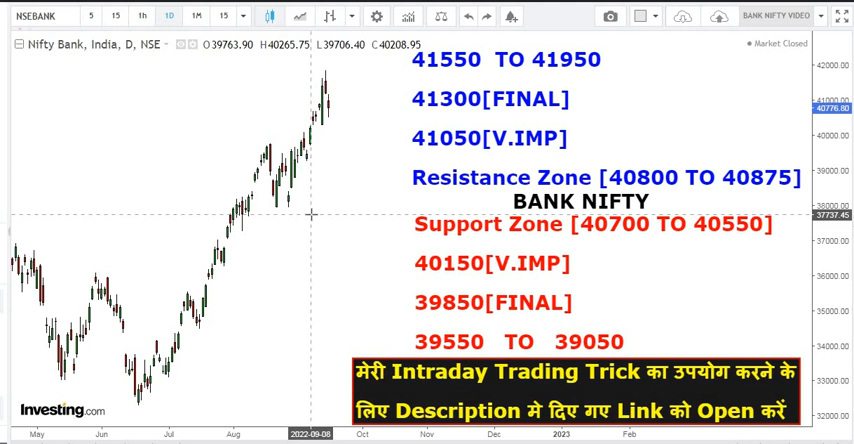 NSEBANK 5 15 1h 1D 1M 15 BANK NIFTY VIDEO
Nifty Bank, India, D, NSE O39763.90 H40265.75 L39706.40 C40208.95
Market Closed
41550 TO 41950
41300[FINAL]
41050[V.IMP]
Resistance Zone [40800 TO 40875]
BANK NIFTY
Support Zone [40700 TO 40550]
40150[V.IMP]
39850[FINAL]
39550 TO 39050
मेरी Intraday Trading Trick का उपयोग करने के
लिए Description मे दिए गए Link को Open करें
42000.00
41000.00
40776.80
40000.00
39000.00
38000.00
37737.45
37000.00
36000.00
35000.00
34000.00
33000.00
32000.00
Investing.com
May Jun Jul Aug 2022-09-08 Oct Nov Dec 2023 Feb